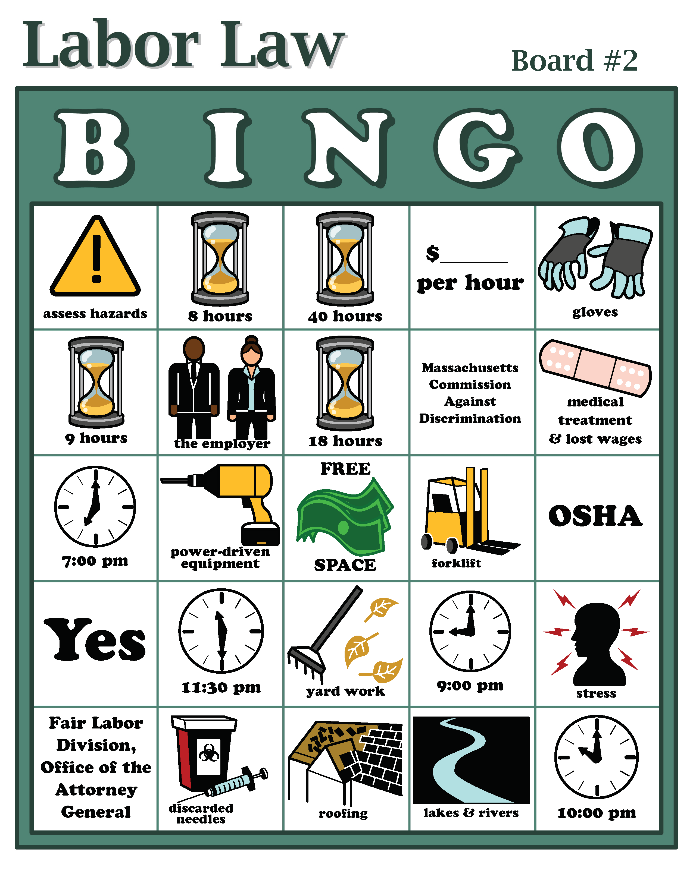 Labor Law
Board #2
B I N G O
assess hazards
8 hours
40 hours
$______
per hour
gloves
9 hours
the employer
18 hours
Massachusetts
Commission
Against
Discrimination
medical
treatment
& lost wages
7:00 pm
power-driven
equipment
FREE
SPACE
forklift
OSHA
Yes
11:30 pm
yard work
9:00 pm
stress
Fair Labor
Division,
Office of the
Attorney
General
discarded
needles
roofing
lakes & rivers
10:00 pm